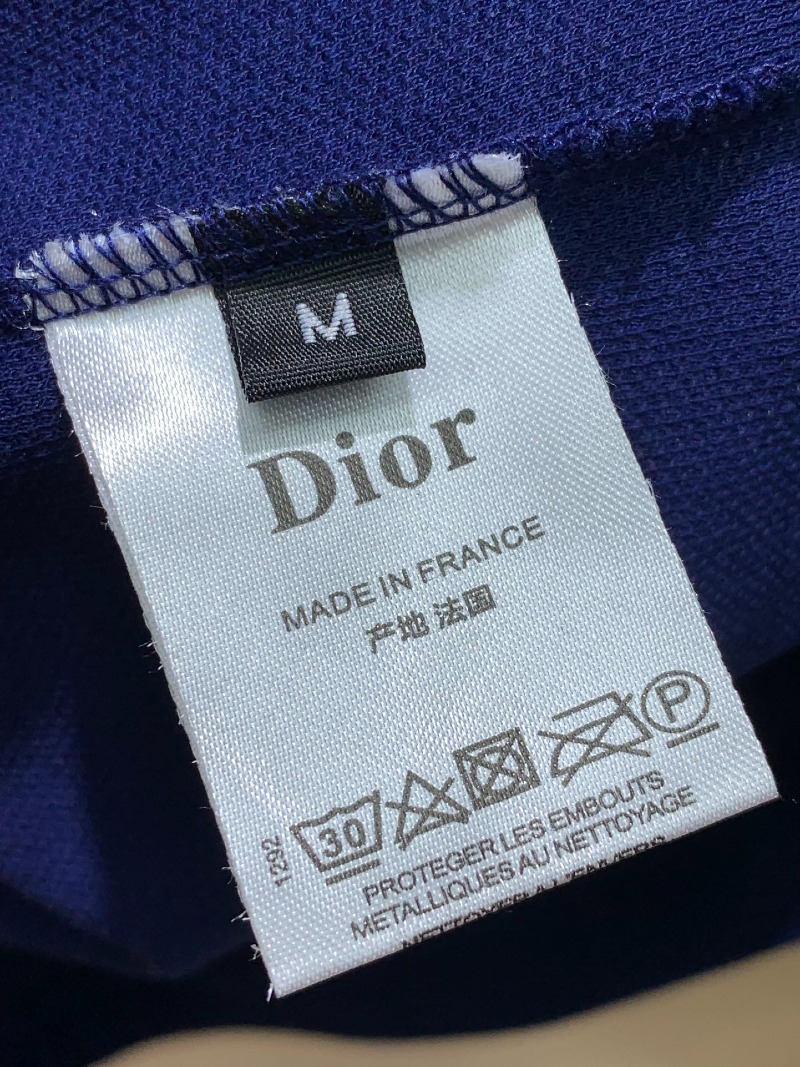 M
Dior
MADE IN FRANCE
产地 法国
30
P
1292
PROTEGER LES EMBOUTS
METALLIQUES AU NETTOYAGE